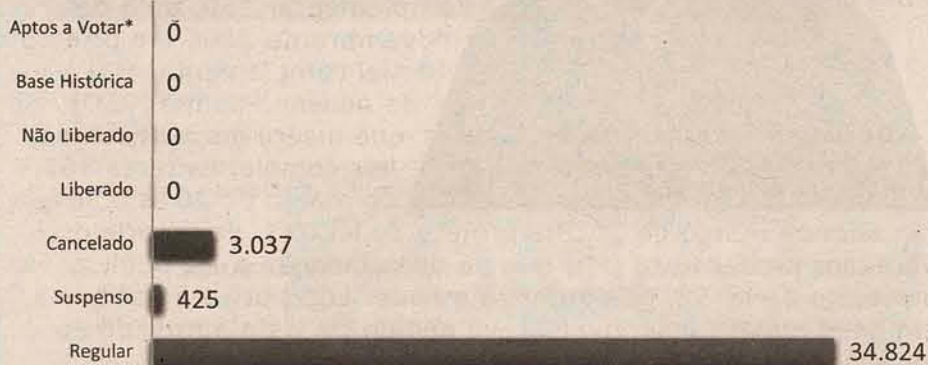 Aptos a Votar* 0
Base Histórica 0
Não Liberado 0
Liberado 0
Cancelado 3.037
Suspenso 425
Regular 34.824